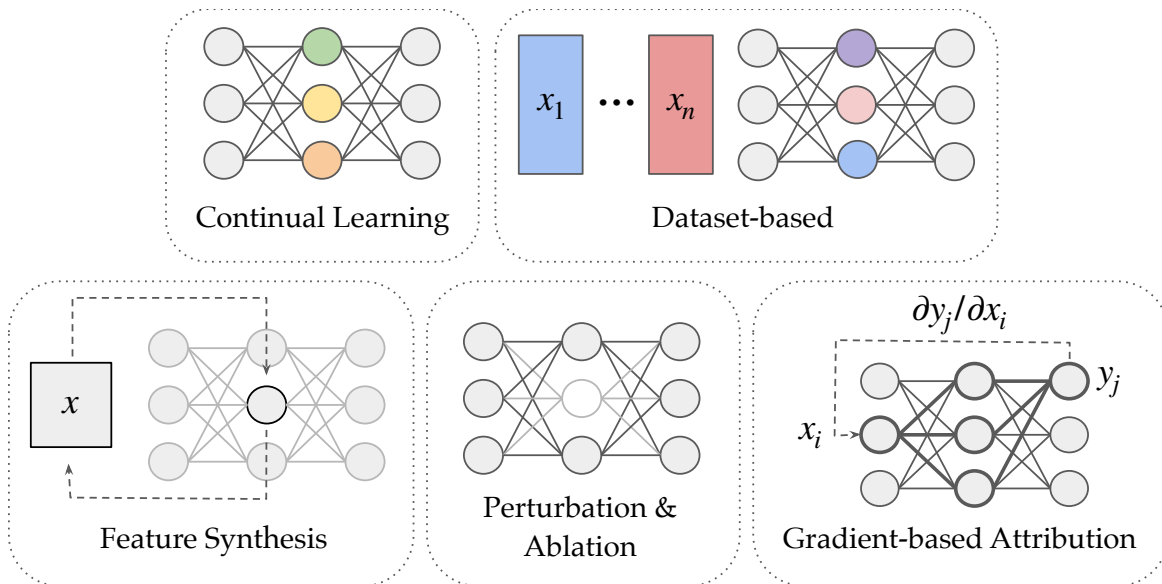 x₁ ... xₙ
Continual Learning
Dataset-based
∂yⱼ/∂xᵢ
x
yⱼ
xᵢ
Feature Synthesis
Perturbation &
Ablation
Gradient-based Attribution